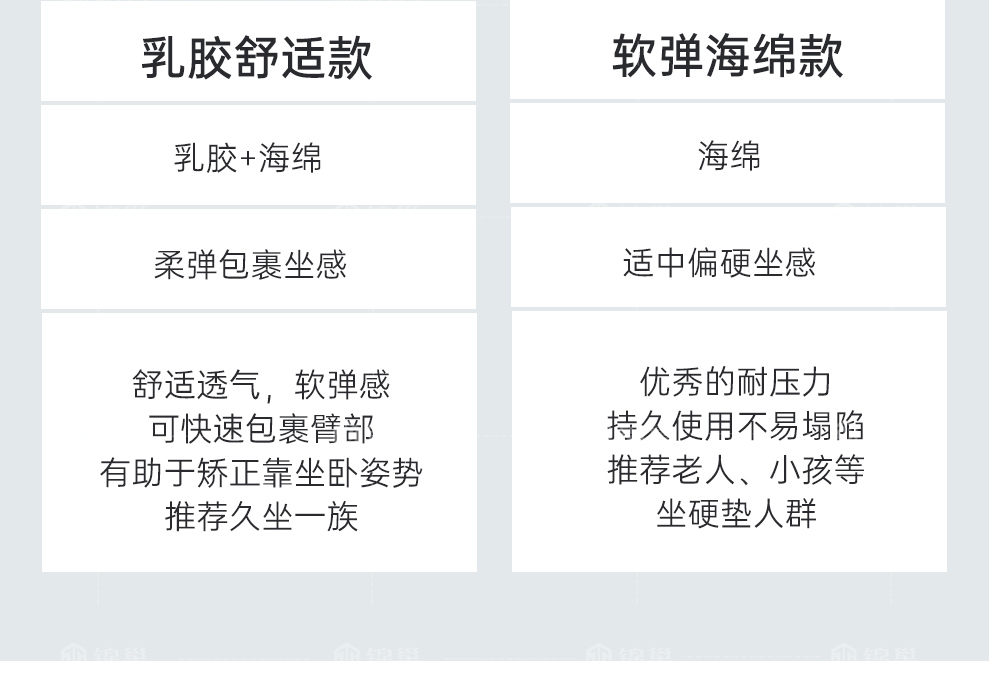 乳胶舒适款
乳胶+海绵
柔弹包裹坐感
舒适透气，软弹感
可快速包裹臂部
有助于矫正靠坐卧姿势
推荐久坐一族
软弹海绵款
海绵
适中偏硬坐感
优秀的耐压力
持久使用不易塌陷
推荐老人、小孩等
坐硬垫人群